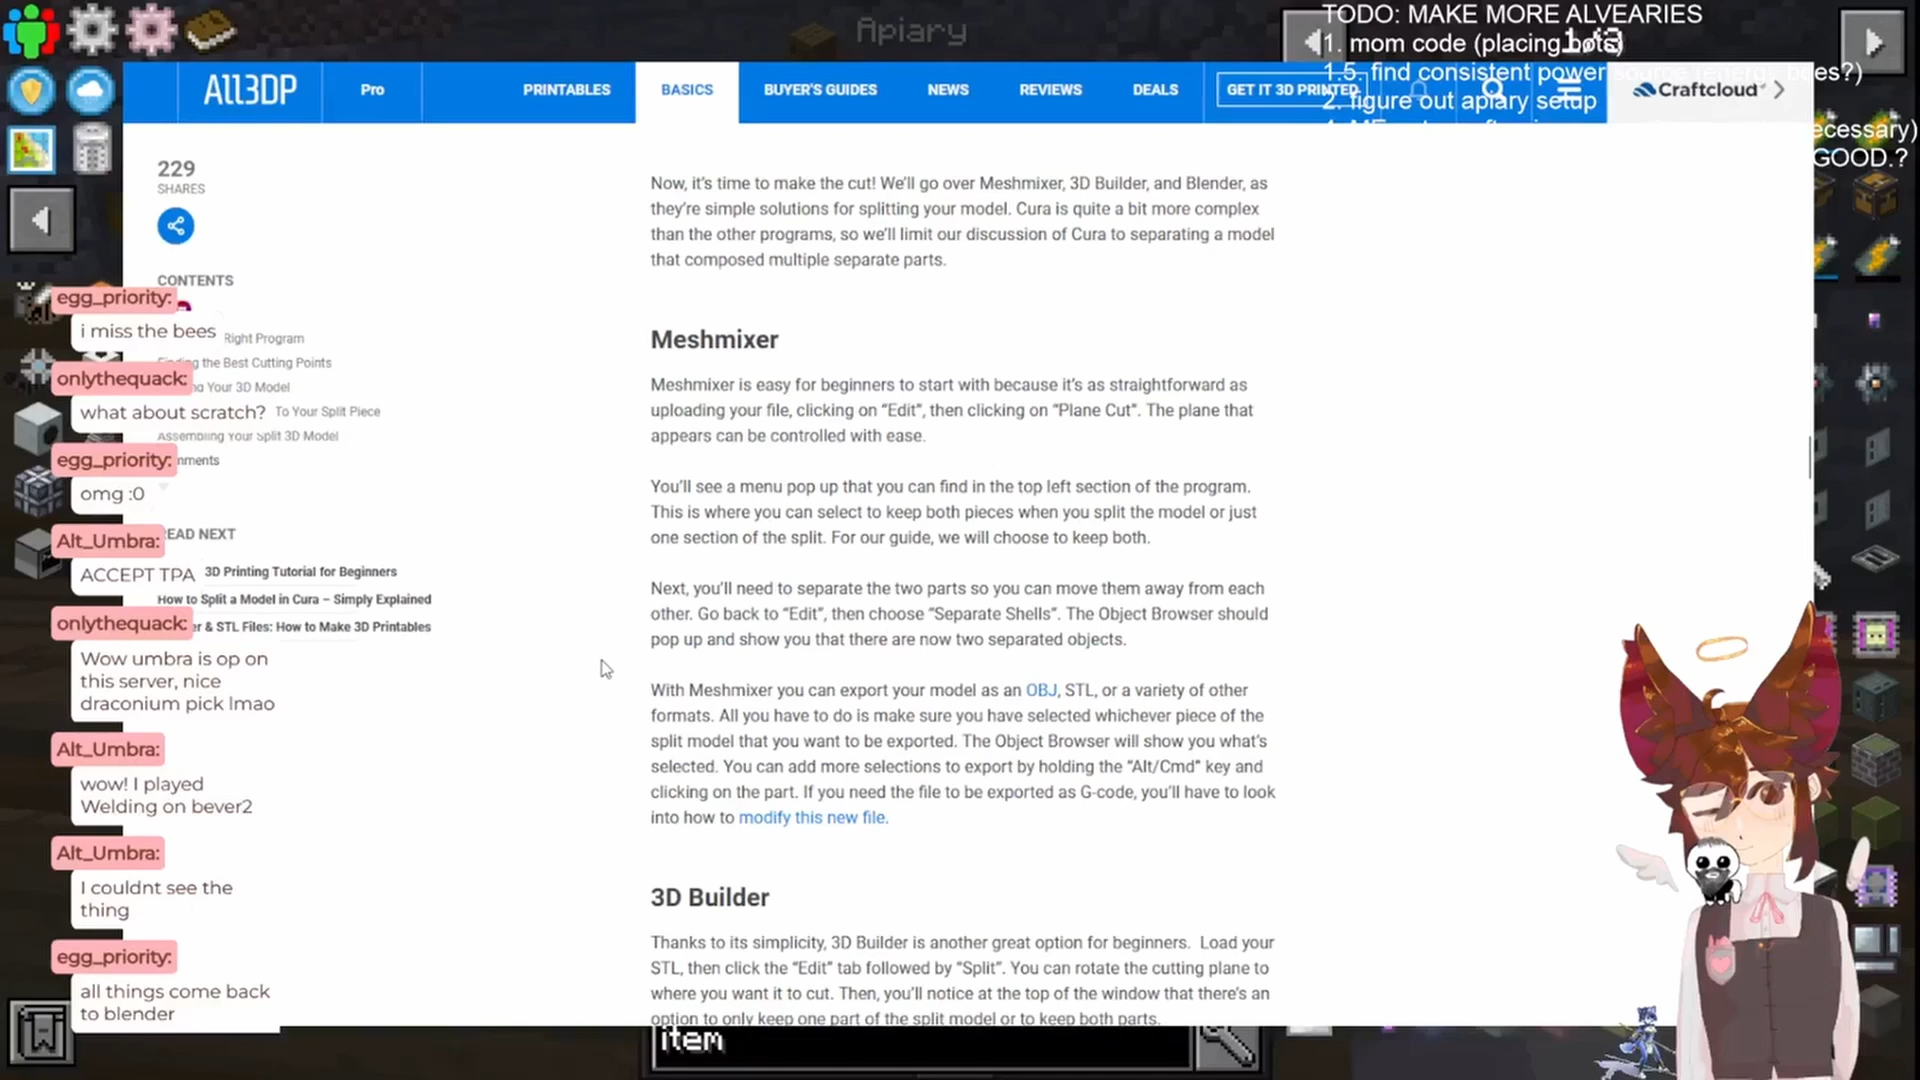 Apiary
TODO: MAKE MORE ALVEARIES
1. mom code (placing bots)
1.5. find consistent power
2. figure out apiary setup
ecessary)
GOOD.?
ALL3DP
Pro
PRINTABLES
BASICS
BUYER'S GUIDES
NEWS
REVIEWS
DEALS
GET IT 3D PRINTED
Craftcloud
229
SHARES
CONTENTS
Right Program
the Best Cutting Points
Your 3D Model
To Your Split Piece
Assembling Your Split 3D Model
READ NEXT
3D Printing Tutorial for Beginners
How to Split a Model in Cura – Simply Explained
& STL Files: How to Make 3D Printables
egg_priority:
i miss the bees
onlythequack:
what about scratch?
egg_priority:
omg :0
Alt_Umbra:
ACCEPT TPA
onlythequack:
Wow umbra is op on
this server, nice
draconium pick lmao
Alt_Umbra:
wow! I played
Welding on bever2
Alt_Umbra:
I couldnt see the
thing
egg_priority:
all things come back
to blender
Now, it's time to make the cut! We'll go over Meshmixer, 3D Builder, and Blender, as
they're simple solutions for splitting your model. Cura is quite a bit more complex
than the other programs, so we'll limit our discussion of Cura to separating a model
that composed multiple separate parts.
Meshmixer
Meshmixer is easy for beginners to start with because it's as straightforward as
uploading your file, clicking on “Edit”, then clicking on “Plane Cut”. The plane that
appears can be controlled with ease.
You'll see a menu pop up that you can find in the top left section of the program.
This is where you can select to keep both pieces when you split the model or just
one section of the split. For our guide, we will choose to keep both.
Next, you'll need to separate the two parts so you can move them away from each
other. Go back to “Edit”, then choose “Separate Shells”. The Object Browser should
pop up and show you that there are now two separated objects.
With Meshmixer you can export your model as an OBJ, STL, or a variety of other
formats. All you have to do is make sure you have selected whichever piece of the
split model that you want to be exported. The Object Browser will show you what's
selected. You can add more selections to export by holding the “Alt/Cmd” key and
clicking on the part. If you need the file to be exported as G-code, you'll have to look
into how to modify this new file.
3D Builder
Thanks to its simplicity, 3D Builder is another great option for beginners. Load your
STL, then click the “Edit” tab followed by “Split”. You can rotate the cutting plane to
where you want it to cut. Then, you'll notice at the top of the window that there's an
option to only keep one part of the split model or to keep both parts.
item